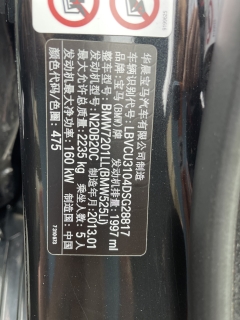 华晨宝马汽车有限公司制造
车辆识别代号: LBVCU3104DSG28817
品牌: 宝马(BMW)牌
整车型号: BMW7201LL(BMW525Li) 发动机排量: 1997 ml
发动机型号: N20B20C 制造年月: 2013.01
最大允许总质量: 2235 kg 乘坐人数: 5 人
发动机最大净功率: 160 kW 制造国: 中国
颜色代码/色圈: 475